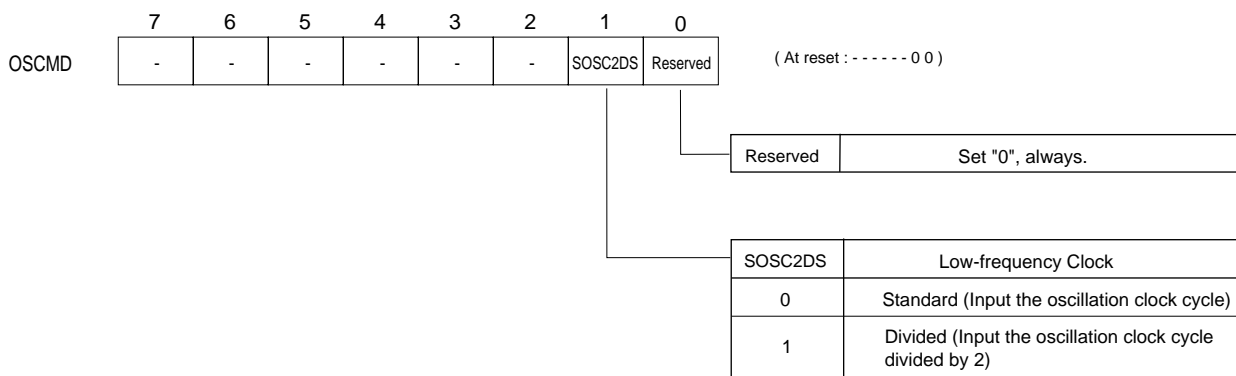 7 6 5 4 3 2 1 0
OSCMD - - - - - - SOSC2DS Reserved ( At reset : - - - - - - 0 0 )
Reserved Set "0", always.
SOSC2DS Low-frequency Clock
0 Standard (Input the oscillation clock cycle)
1 Divided (Input the oscillation clock cycle
divided by 2)